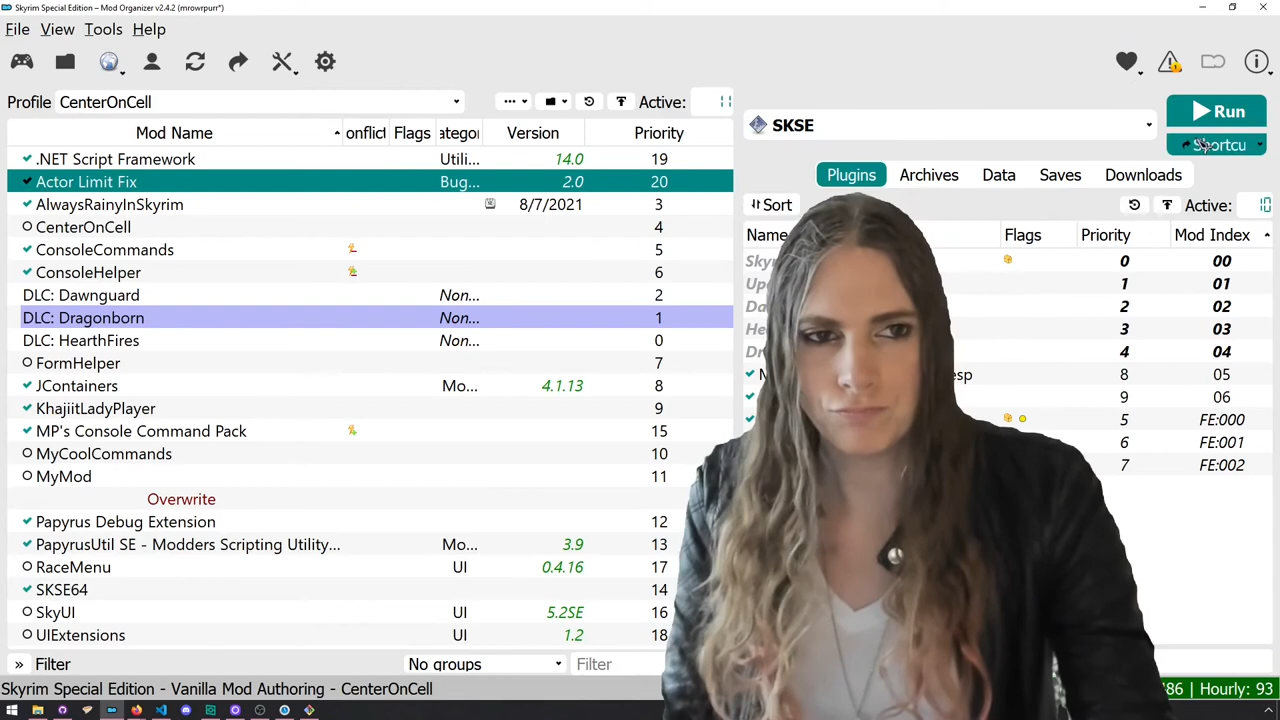 Skyrim Special Edition – Mod Organizer v2.4.2 (mrowrpurr*)
File View Tools Help
Profile CenterOnCell Active:
SKSE
Run
Shortcu
Plugins Archives Data Saves Downloads
Sort Active:
Mod Name onflict Flags ategor Version Priority
Flags Priority Mod Index
.NET Script Framework Utili... 14.0 19
Actor Limit Fix Bug... 2.0 20
AlwaysRainyInSkyrim 8/7/2021 3
CenterOnCell 4
ConsoleCommands 5
ConsoleHelper 6
DLC: Dawnguard Non... 2
DLC: Dragonborn Non... 1
DLC: HearthFires Non... 0
FormHelper 7
JContainers Mo... 4.1.13 8
KhajiitLadyPlayer 9
MP's Console Command Pack 15
MyCoolCommands 10
MyMod 11
Overwrite
Papyrus Debug Extension 12
PapyrusUtil SE - Modders Scripting Utility... Mo... 3.9 13
RaceMenu UI 0.4.16 17
SKSE64 14
SkyUI UI 5.2SE 16
UIExtensions UI 1.2 18
0 00
1 01
2 02
3 03
4 04
esp 8 05
9 06
5 FE:000
6 FE:001
7 FE:002
» Filter No groups Filter
Skyrim Special Edition - Vanilla Mod Authoring - CenterOnCell
Hourly: 93